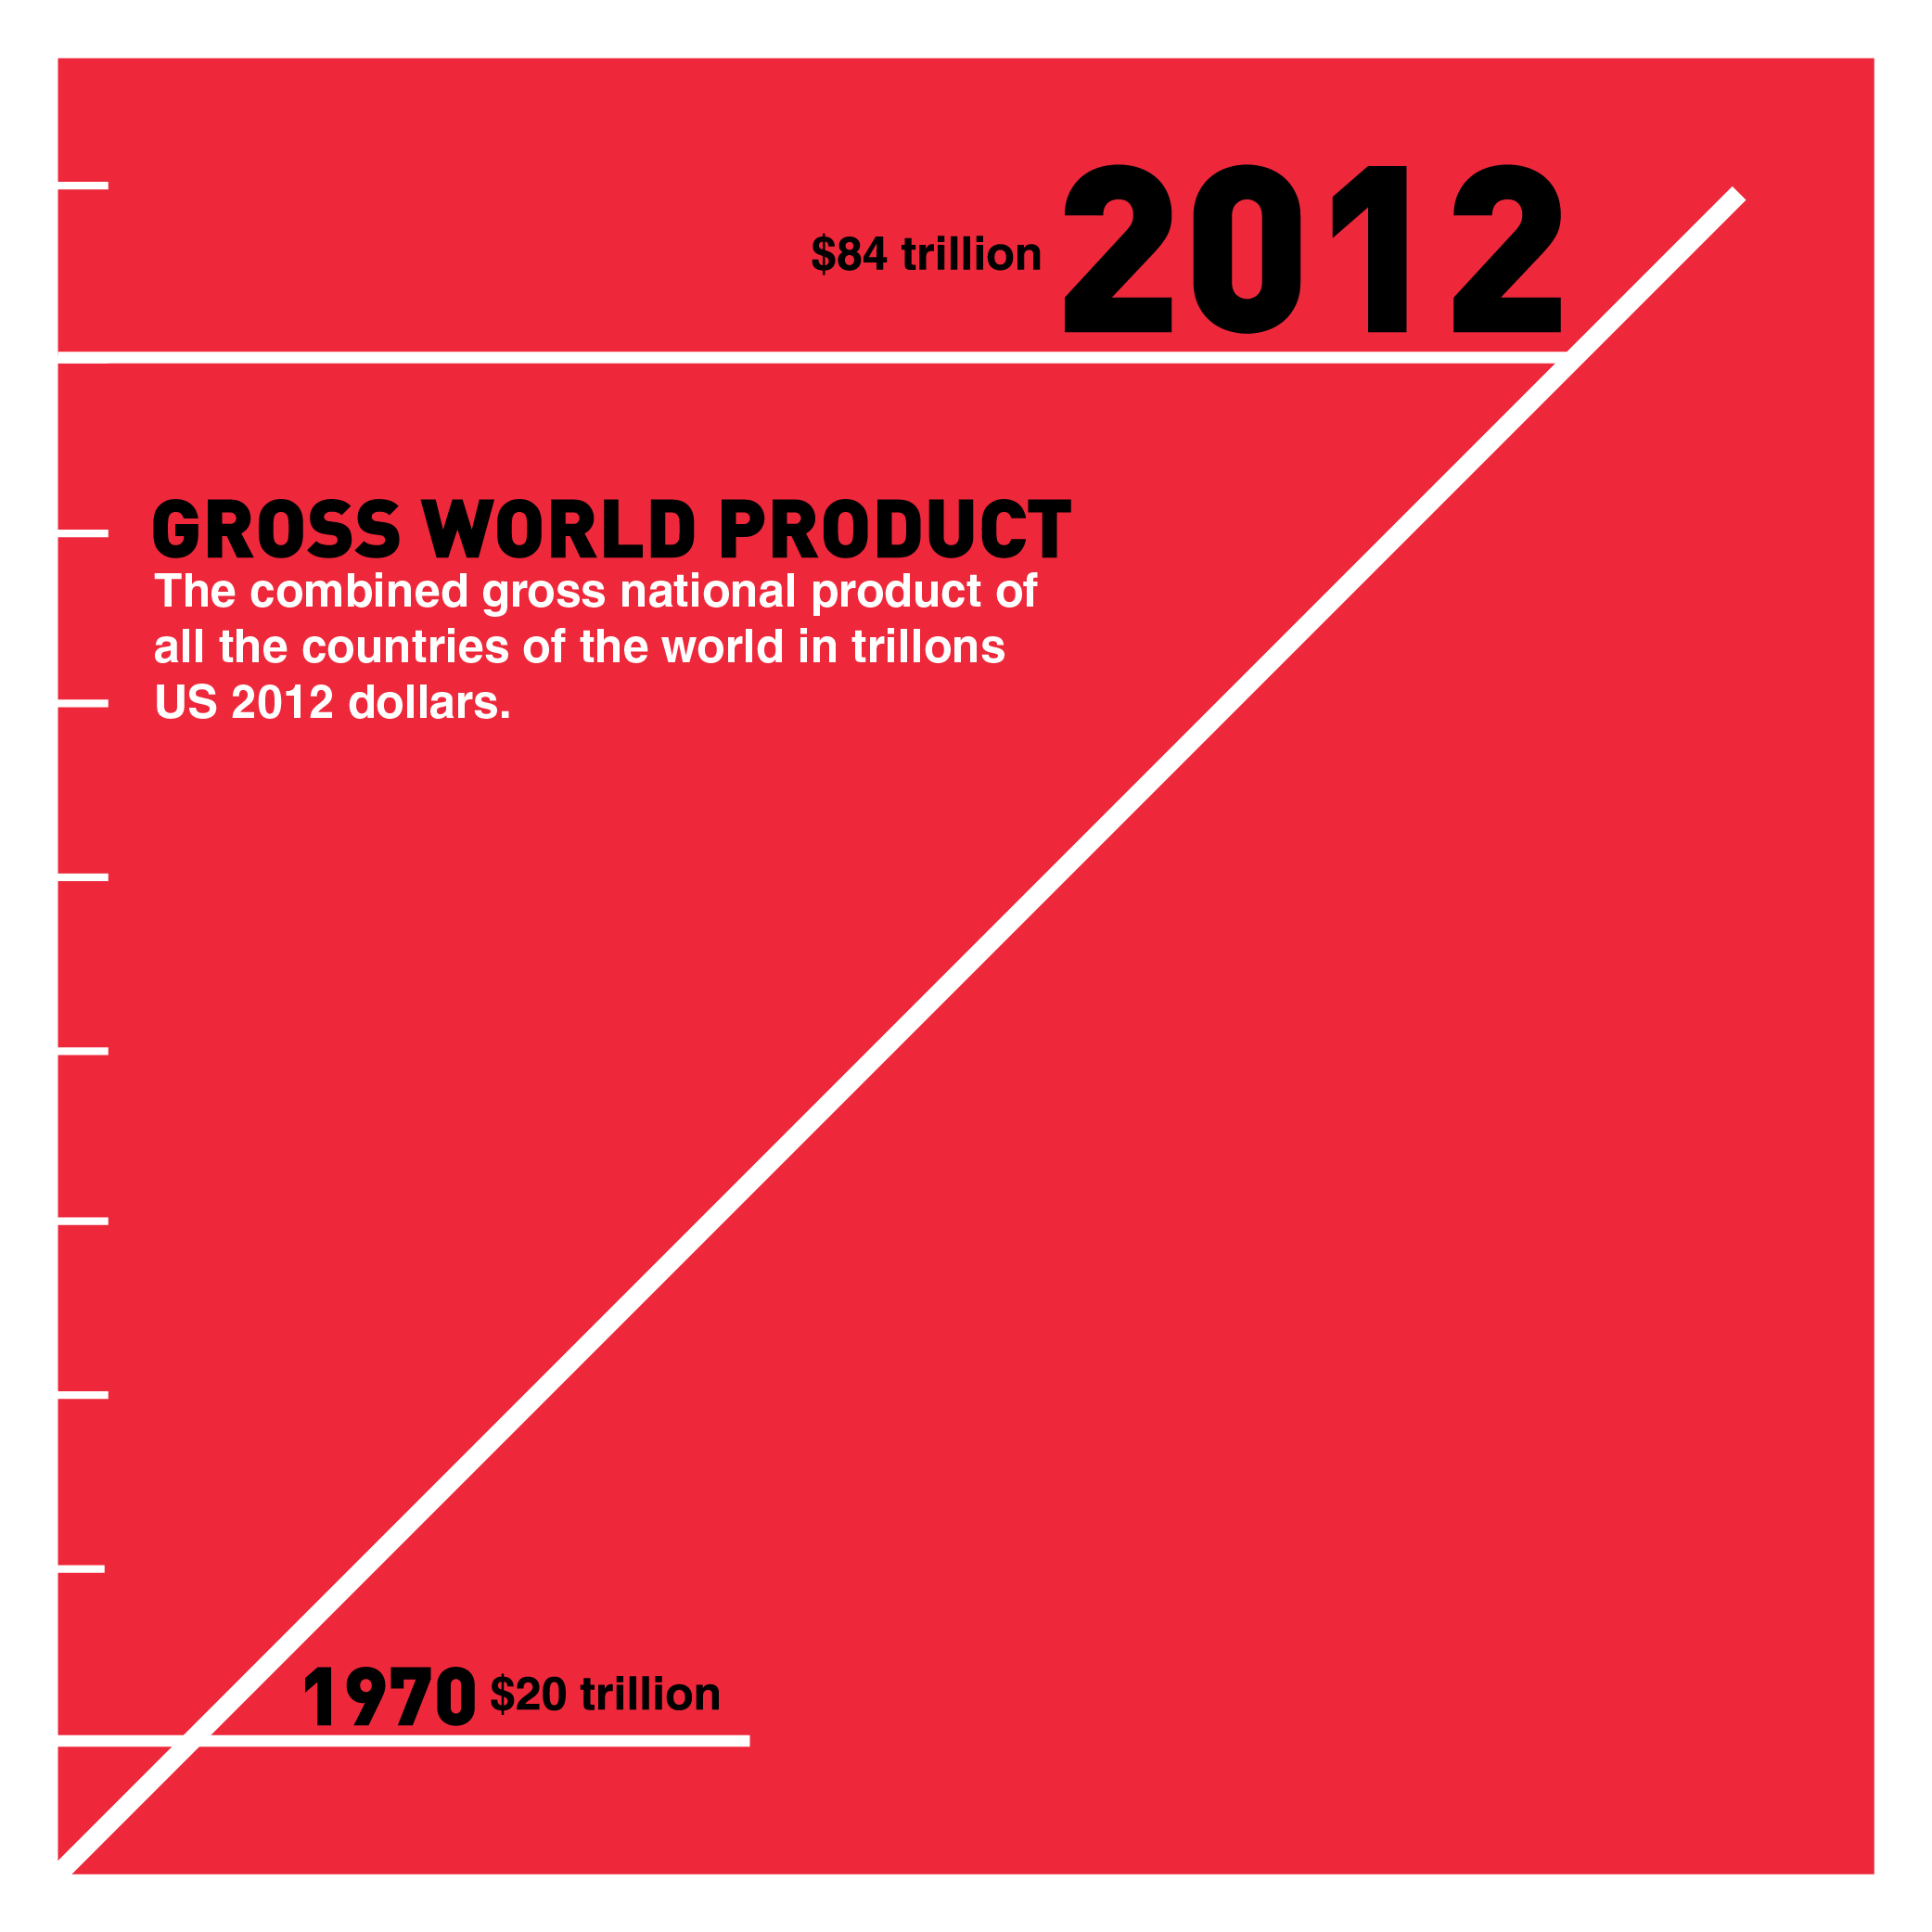 2012
$84 trillion
GROSS WORLD PRODUCT
The combined gross national product of
all the countries of the world in trillons
US 2012 dollars.
1970 $20 trillion